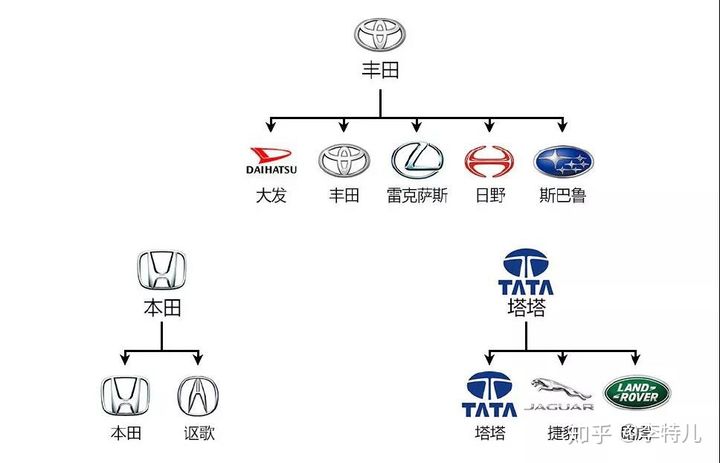 丰田
DAIHATSU
大发 丰田 雷克萨斯 日野 斯巴鲁
TATA
本田 塔塔
TATA JAGUAR LAND-ROVER
本田 讴歌 塔塔 捷豹 路虎
知乎 @李特儿